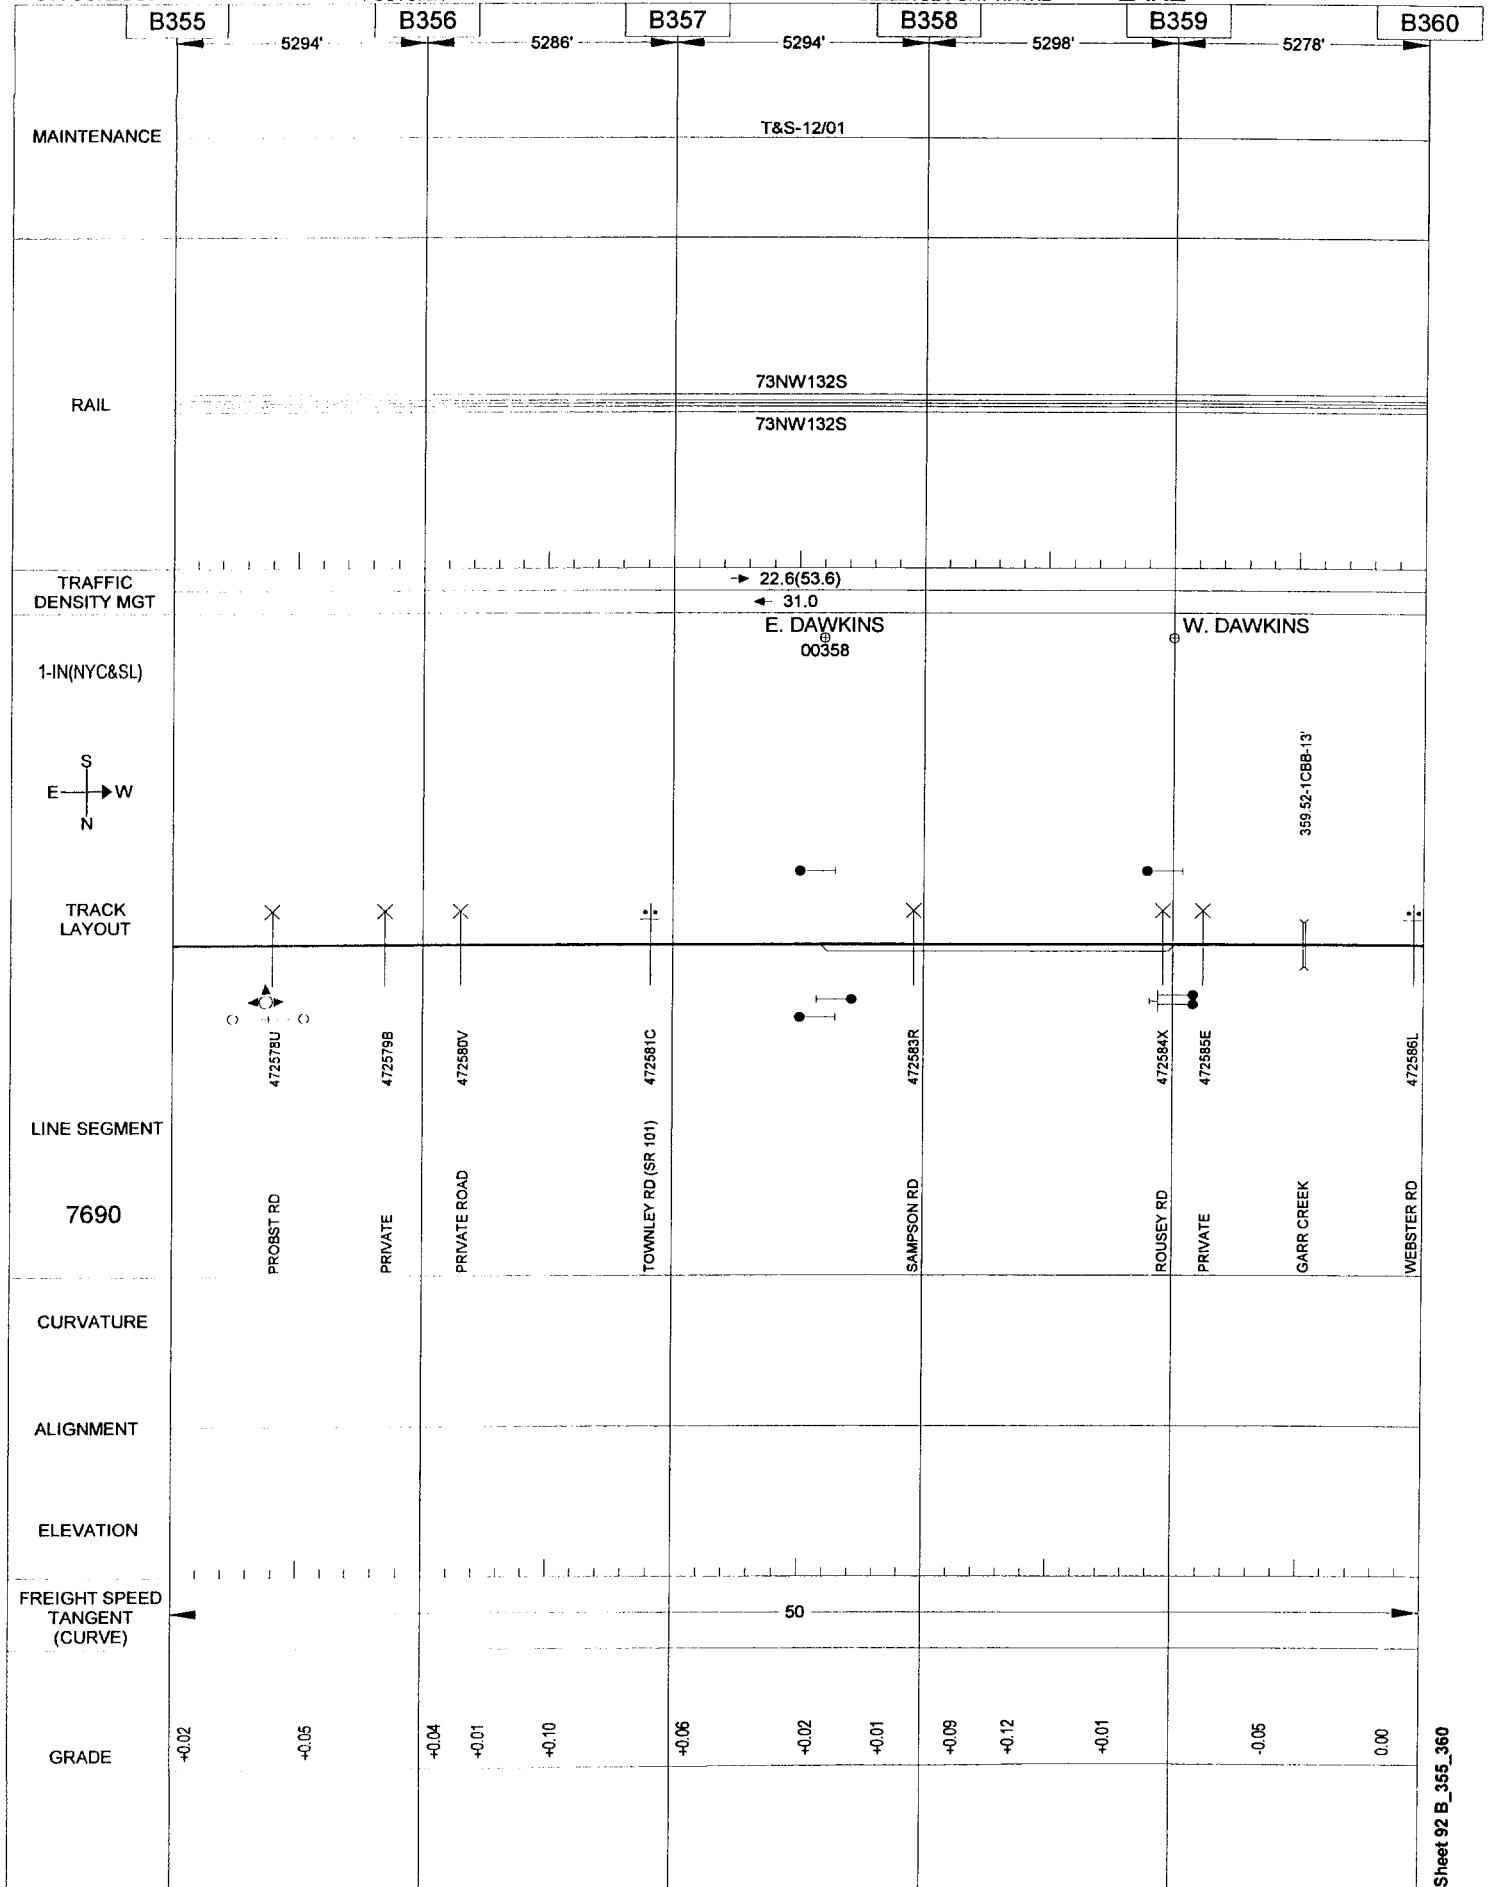 B355 B356 B357 B358 B359 B360
5294' 5286' 5294' 5298' 5278'
MAINTENANCE
T&S-12/01
RAIL
73NW132S
73NW132S
TRAFFIC
DENSITY MGT
22.6(53.6)
31.0
1-IN(NYC&SL)
E. DAWKINS
00358
W. DAWKINS
S
E W
N
359.52-1CBB-13'
TRACK
LAYOUT
472578U
472579B
472580V
472581C
472583R
472584X
472585E
472586L
LINE SEGMENT
7690
PROBST RD
PRIVATE
PRIVATE ROAD
TOWNLEY RD (SR 101)
SAMPSON RD
ROUSEY RD
PRIVATE
GARR CREEK
WEBSTER RD
CURVATURE
ALIGNMENT
ELEVATION
FREIGHT SPEED
TANGENT
(CURVE)
50
GRADE
+0.02
+0.05
+0.04
+0.01
+0.10
+0.06
+0.02
+0.01
+0.09
+0.12
+0.01
-0.05
0.00
Sheet 92 B_355_360